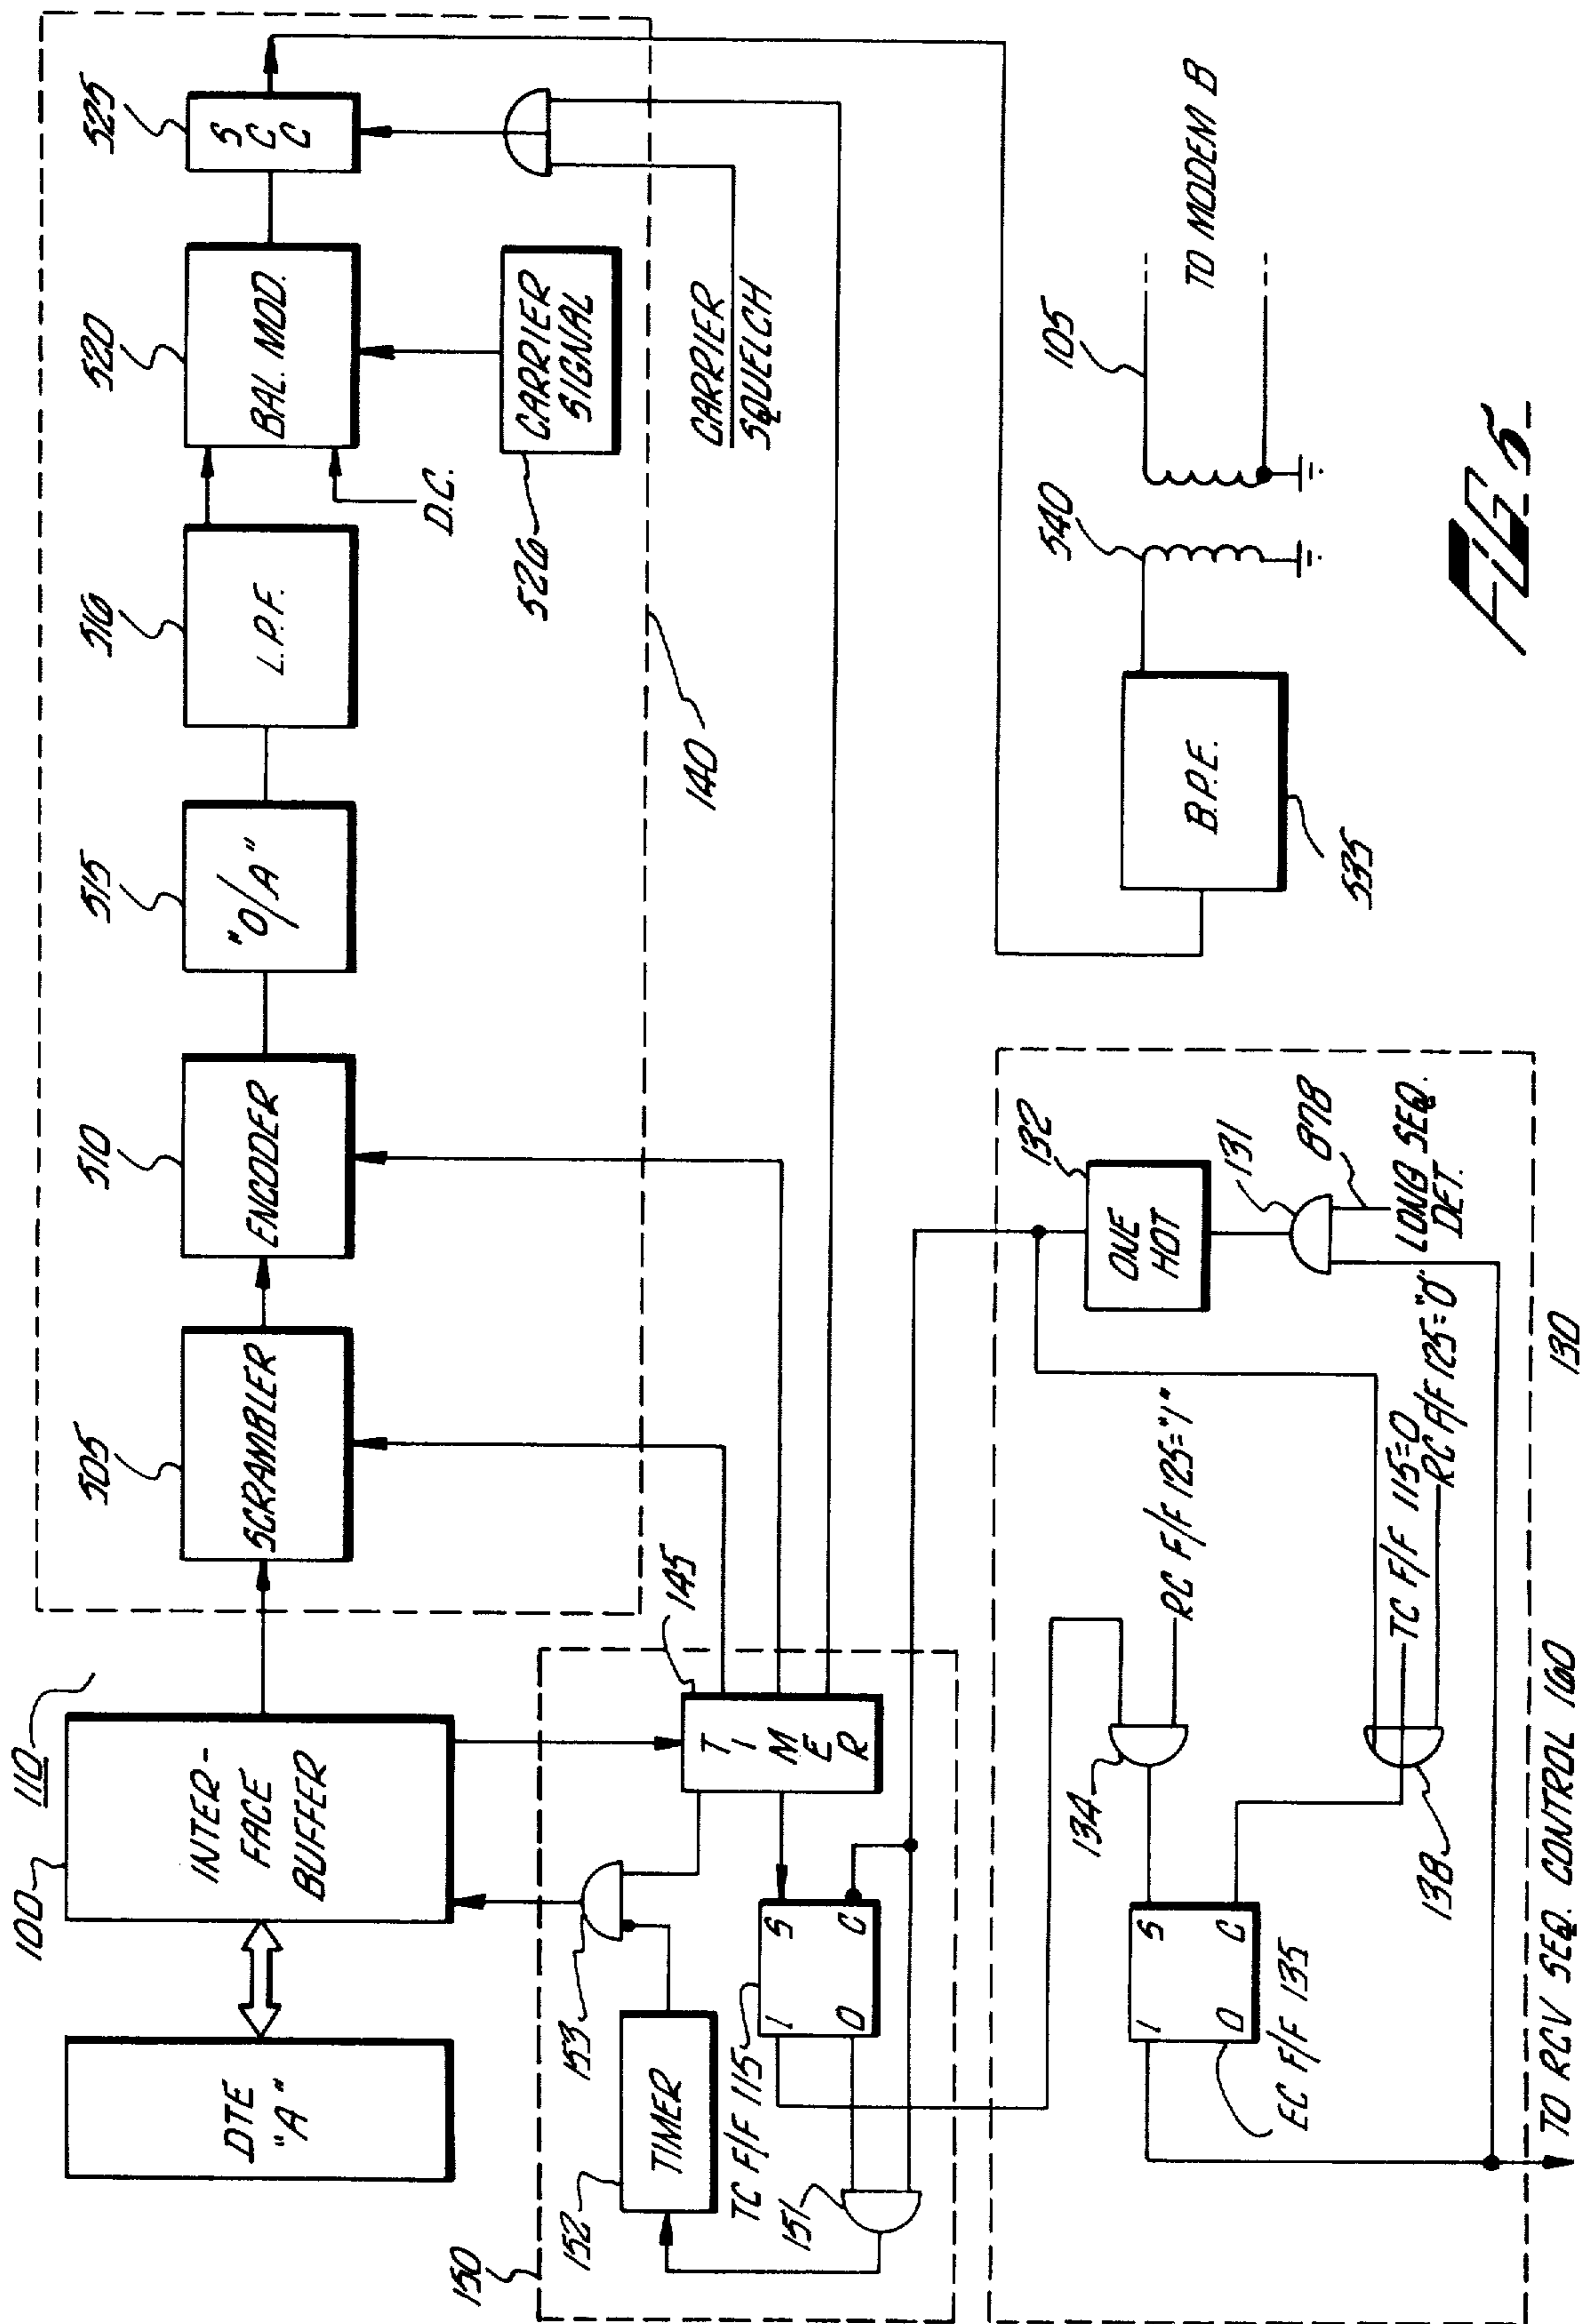 100
110
DTE
"A"
INTER-
FACE
BUFFER
505
SCRAMBLER
510
ENCODER
515
"O/A"
516
L.P.F.
520
BAL. MOD.
525
SCC
D.C.
526
CARRIER
SIGNAL
CARRIER
SQUELCH
140
150
152
TIMER
153
145
TIMER
TC F/F 115
1
S
0
C
151
105
TO MODEM B
540
B.P.F.
535
134
RC F/F 125="1"
132
ONE
HOT
131
878
LONG SEQ.
DET.
1
S
0
C
EC F/F 135
138
TC F/F 115=0
RC F/F 125="0"
130
TO RCV SEQ. CONTROL 160
FIG. 5